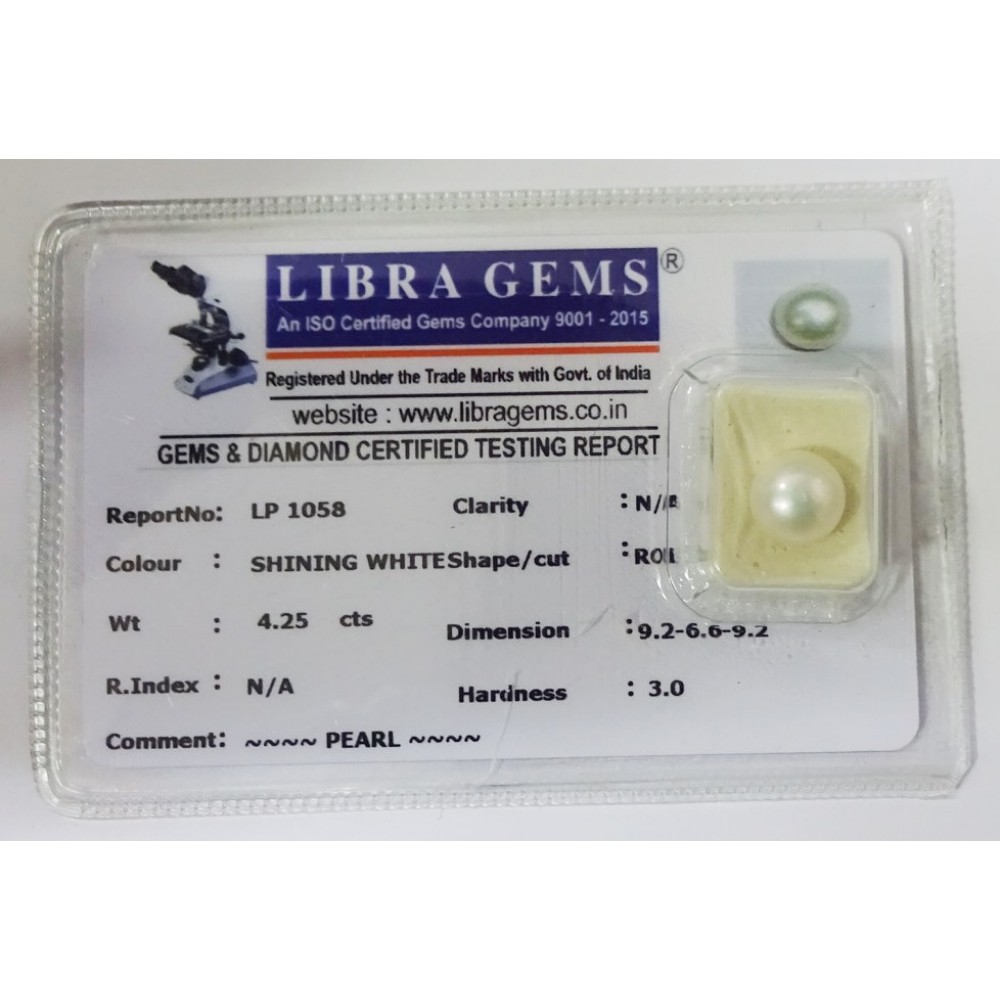 LIBRA GEMS ®
An ISO Certified Gems Company 9001 - 2015
Registered Under the Trade Marks with Govt. of India
website : www.libragems.co.in
GEMS & DIAMOND CERTIFIED TESTING REPORT
ReportNo: LP 1058 Clarity : N/A
Colour : SHINING WHITE Shape/cut :
Wt : 4.25 cts Dimension : 9.2-6.6-9.2
R.Index : N/A Hardness : 3.0
Comment: ~~~~ PEARL ~~~~